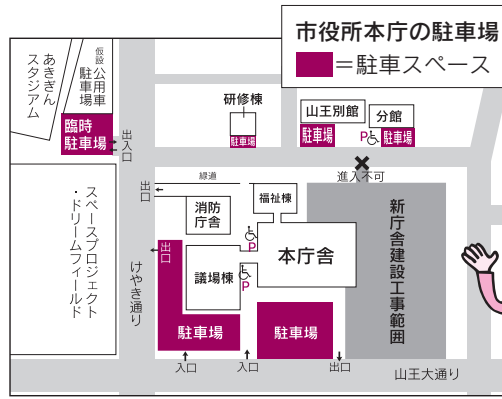 市役所本庁の駐車場
＝駐車スペース
あきぎん
スタジアム
仮設
公用車
駐車場
臨時
駐車場
出入口
研修棟
駐車場
山王別館
駐車場
P
分館
駐車場
進入不可
緑道
出口
消防
庁舎
福祉棟
P
本庁舎
新庁舎建設工事範囲
スペースプロジェクト
・ドリームフィールド
けやき通り
出口
議場棟
P
駐車場
駐車場
入口
入口
出口
山王大通り